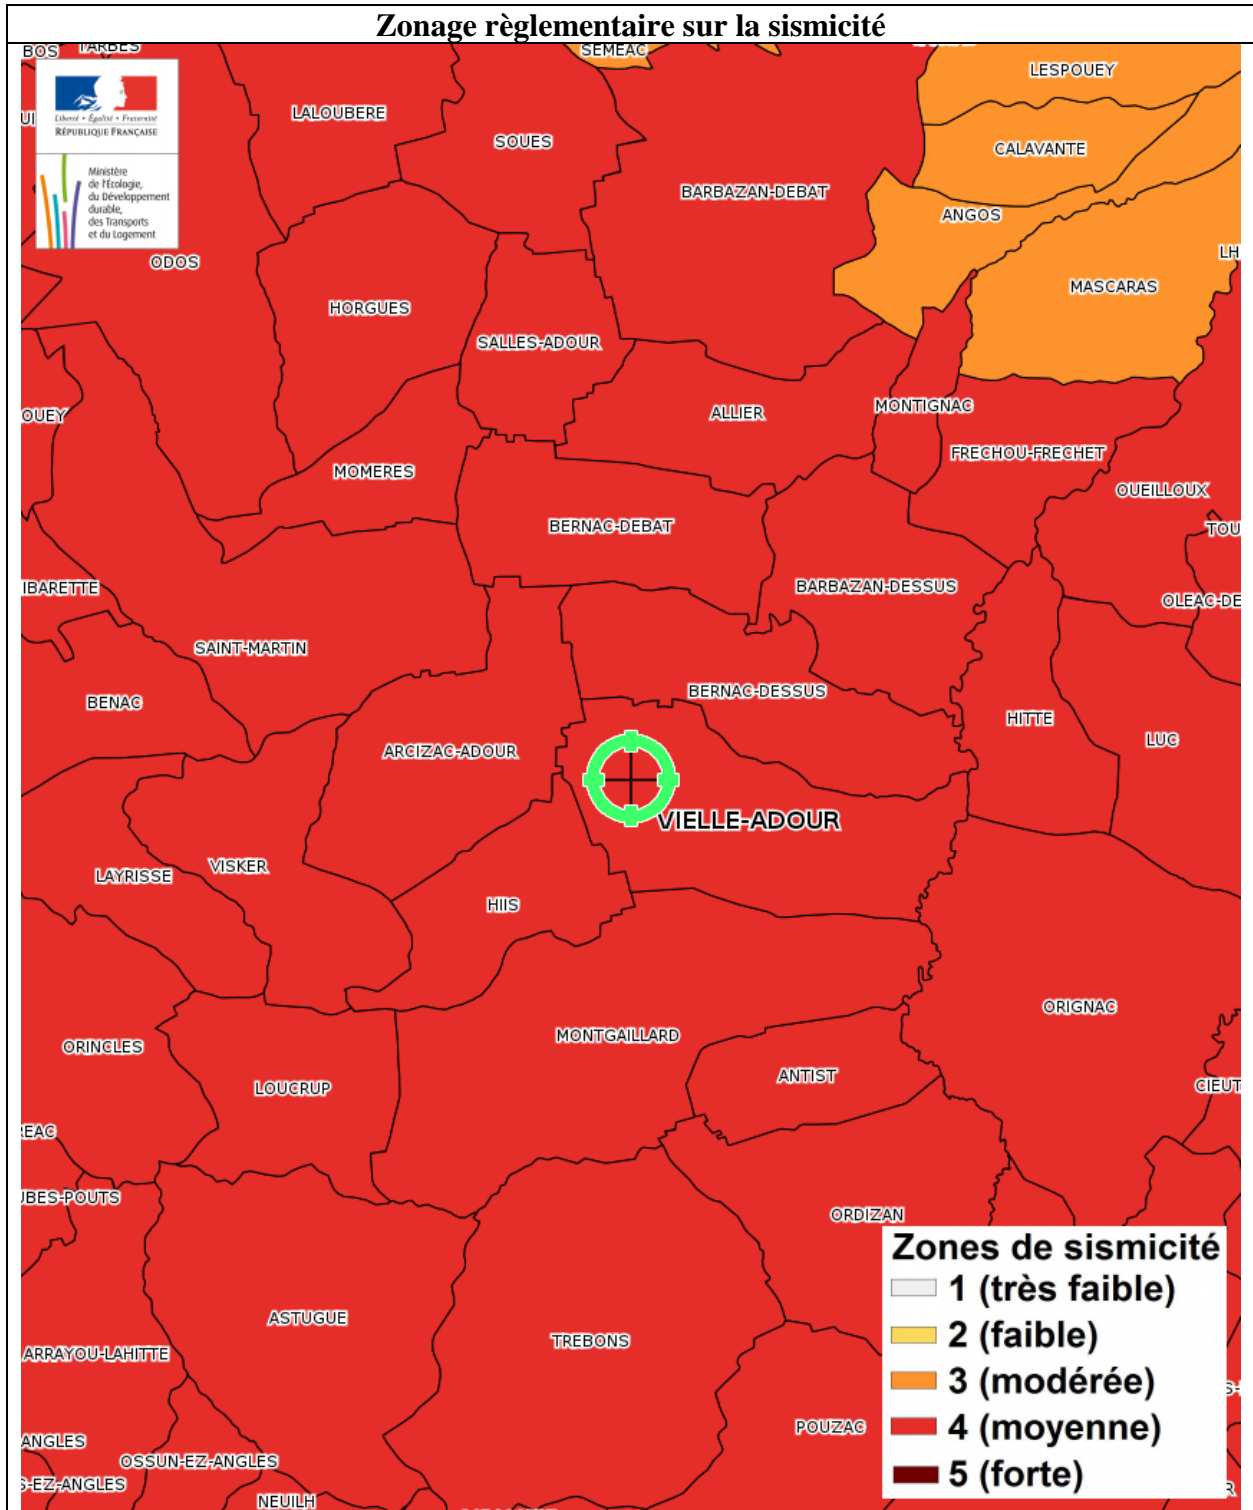 Zonage règlementaire sur la sismicité
BOS
TARBES
SEMEAC
LESPOUEY
Liberté • Égalité • Fraternité
RÉPUBLIQUE FRANÇAISE
LALOUBERE
SOUES
CALAVANTE
Ministère
de l'Écologie,
du Développement
durable,
des Transports
et du Logement
BARBAZAN-DEBAT
ANGOS
LH
ODOS
MASCARAS
HORGUES
SALLES-ADOUR
OUEY
ALLIER
MONTIGNAC
MOMERES
FRECHOU-FRECHET
OUEILLOUX
BERNAC-DEBAT
TOU
IBARETTE
BARBAZAN-DESSUS
OLEAC-DE
SAINT-MARTIN
BENAC
BERNAC-DESSUS
HITTE
LUC
ARCIZAC-ADOUR
VIELLE-ADOUR
LAYRISSE
VISKER
HIIS
ORIGNAC
MONTGAILLARD
ORINCLES
ANTIST
LOUCRUP
CIEUT
REAC
JBES-POUTS
ORDIZAN
Zones de sismicité
1 (très faible)
2 (faible)
3 (modérée)
4 (moyenne)
5 (forte)
ASTUGUE
TREBONS
ARRAYOU-LAHITTE
S-
POUZAC
ANGLES
OSSUN-EZ-ANGLES
S-EZ-ANGLES
R
NEUILH